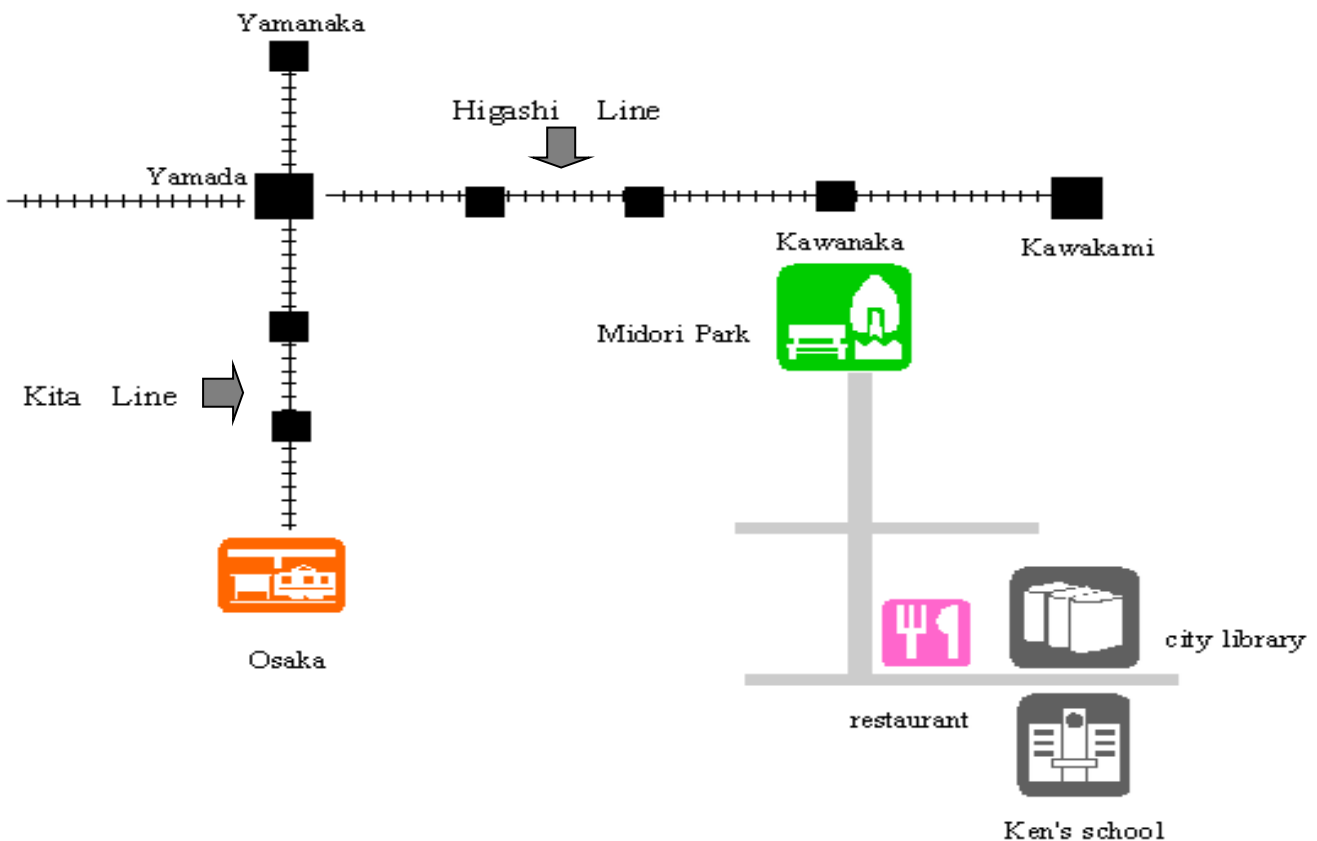 Yamanaka
Higashi Line
Yamada
Kawanaka
Kawakami
Midori Park
Kita Line
city library
Osaka
restaurant
Ken's school